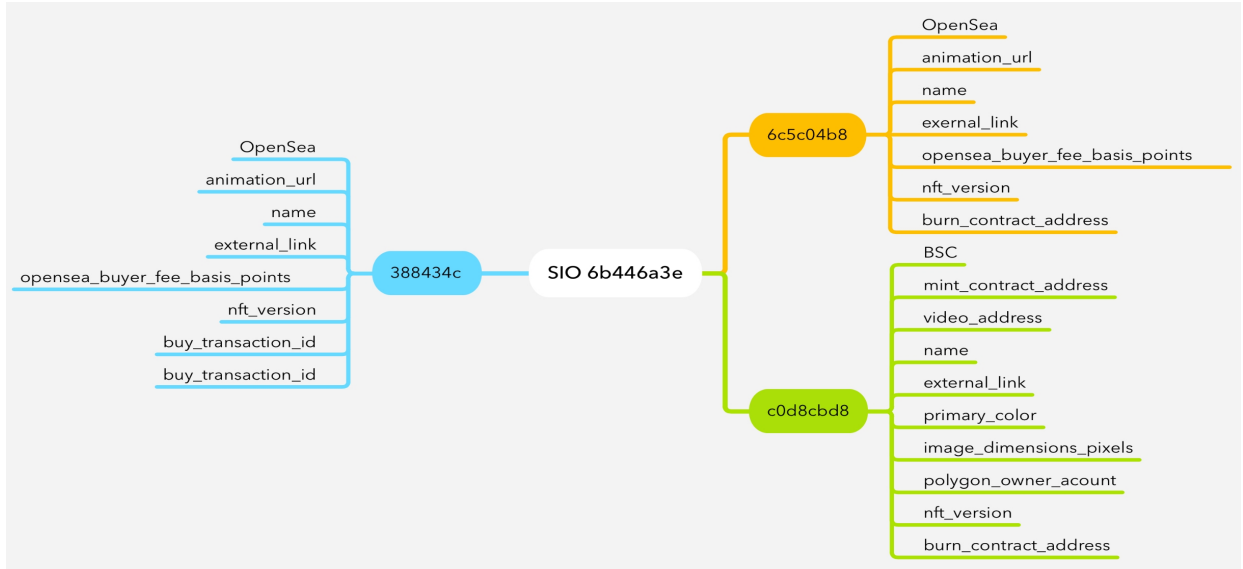 OpenSea
animation_url
name
external_link
opensea_buyer_fee_basis_points
nft_version
buy_transaction_id
buy_transaction_id
388434c
SIO 6b446a3e
6c5c04b8
OpenSea
animation_url
name
exernal_link
opensea_buyer_fee_basis_points
nft_version
burn_contract_address
c0d8cbd8
BSC
mint_contract_address
video_address
name
external_link
primary_color
image_dimensions_pixels
polygon_owner_acount
nft_version
burn_contract_address